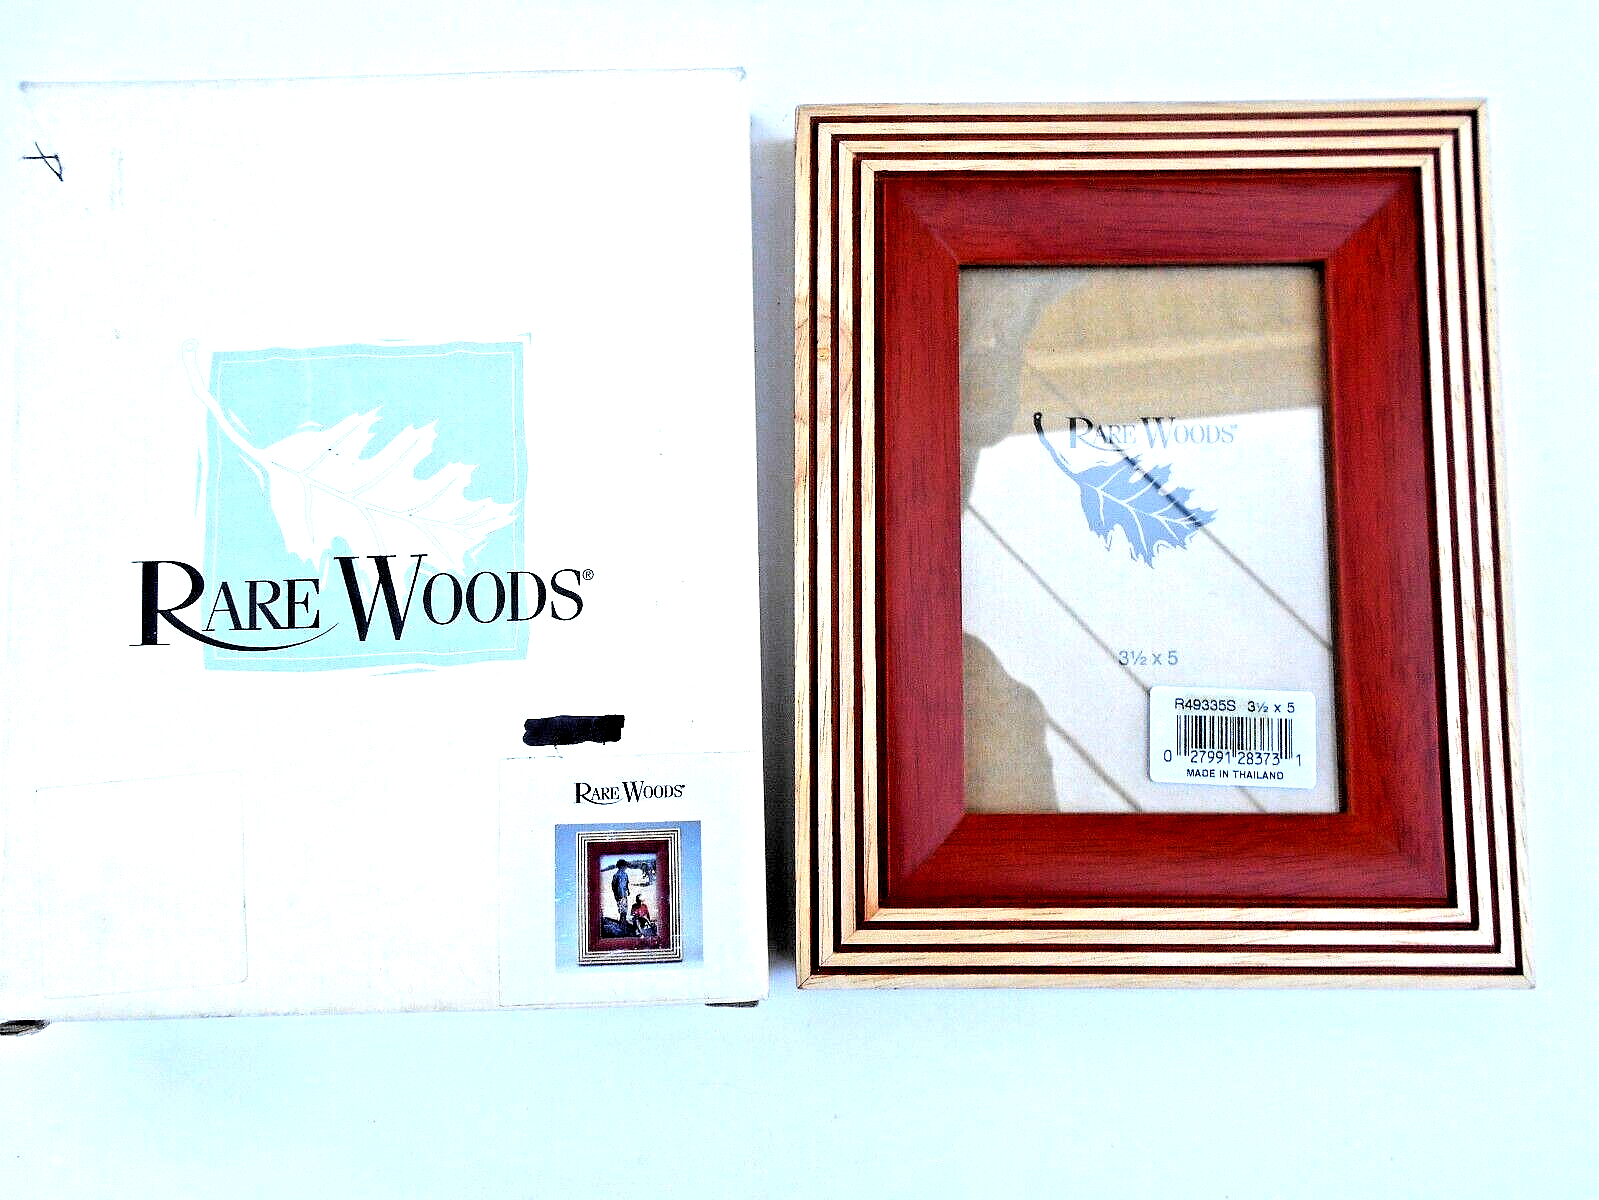 RARE WOODS®
RARE WOODS®
RARE WOODS®
3½ x 5
R49335S 3½ x 5
0 27991 28373 1
MADE IN THAILAND